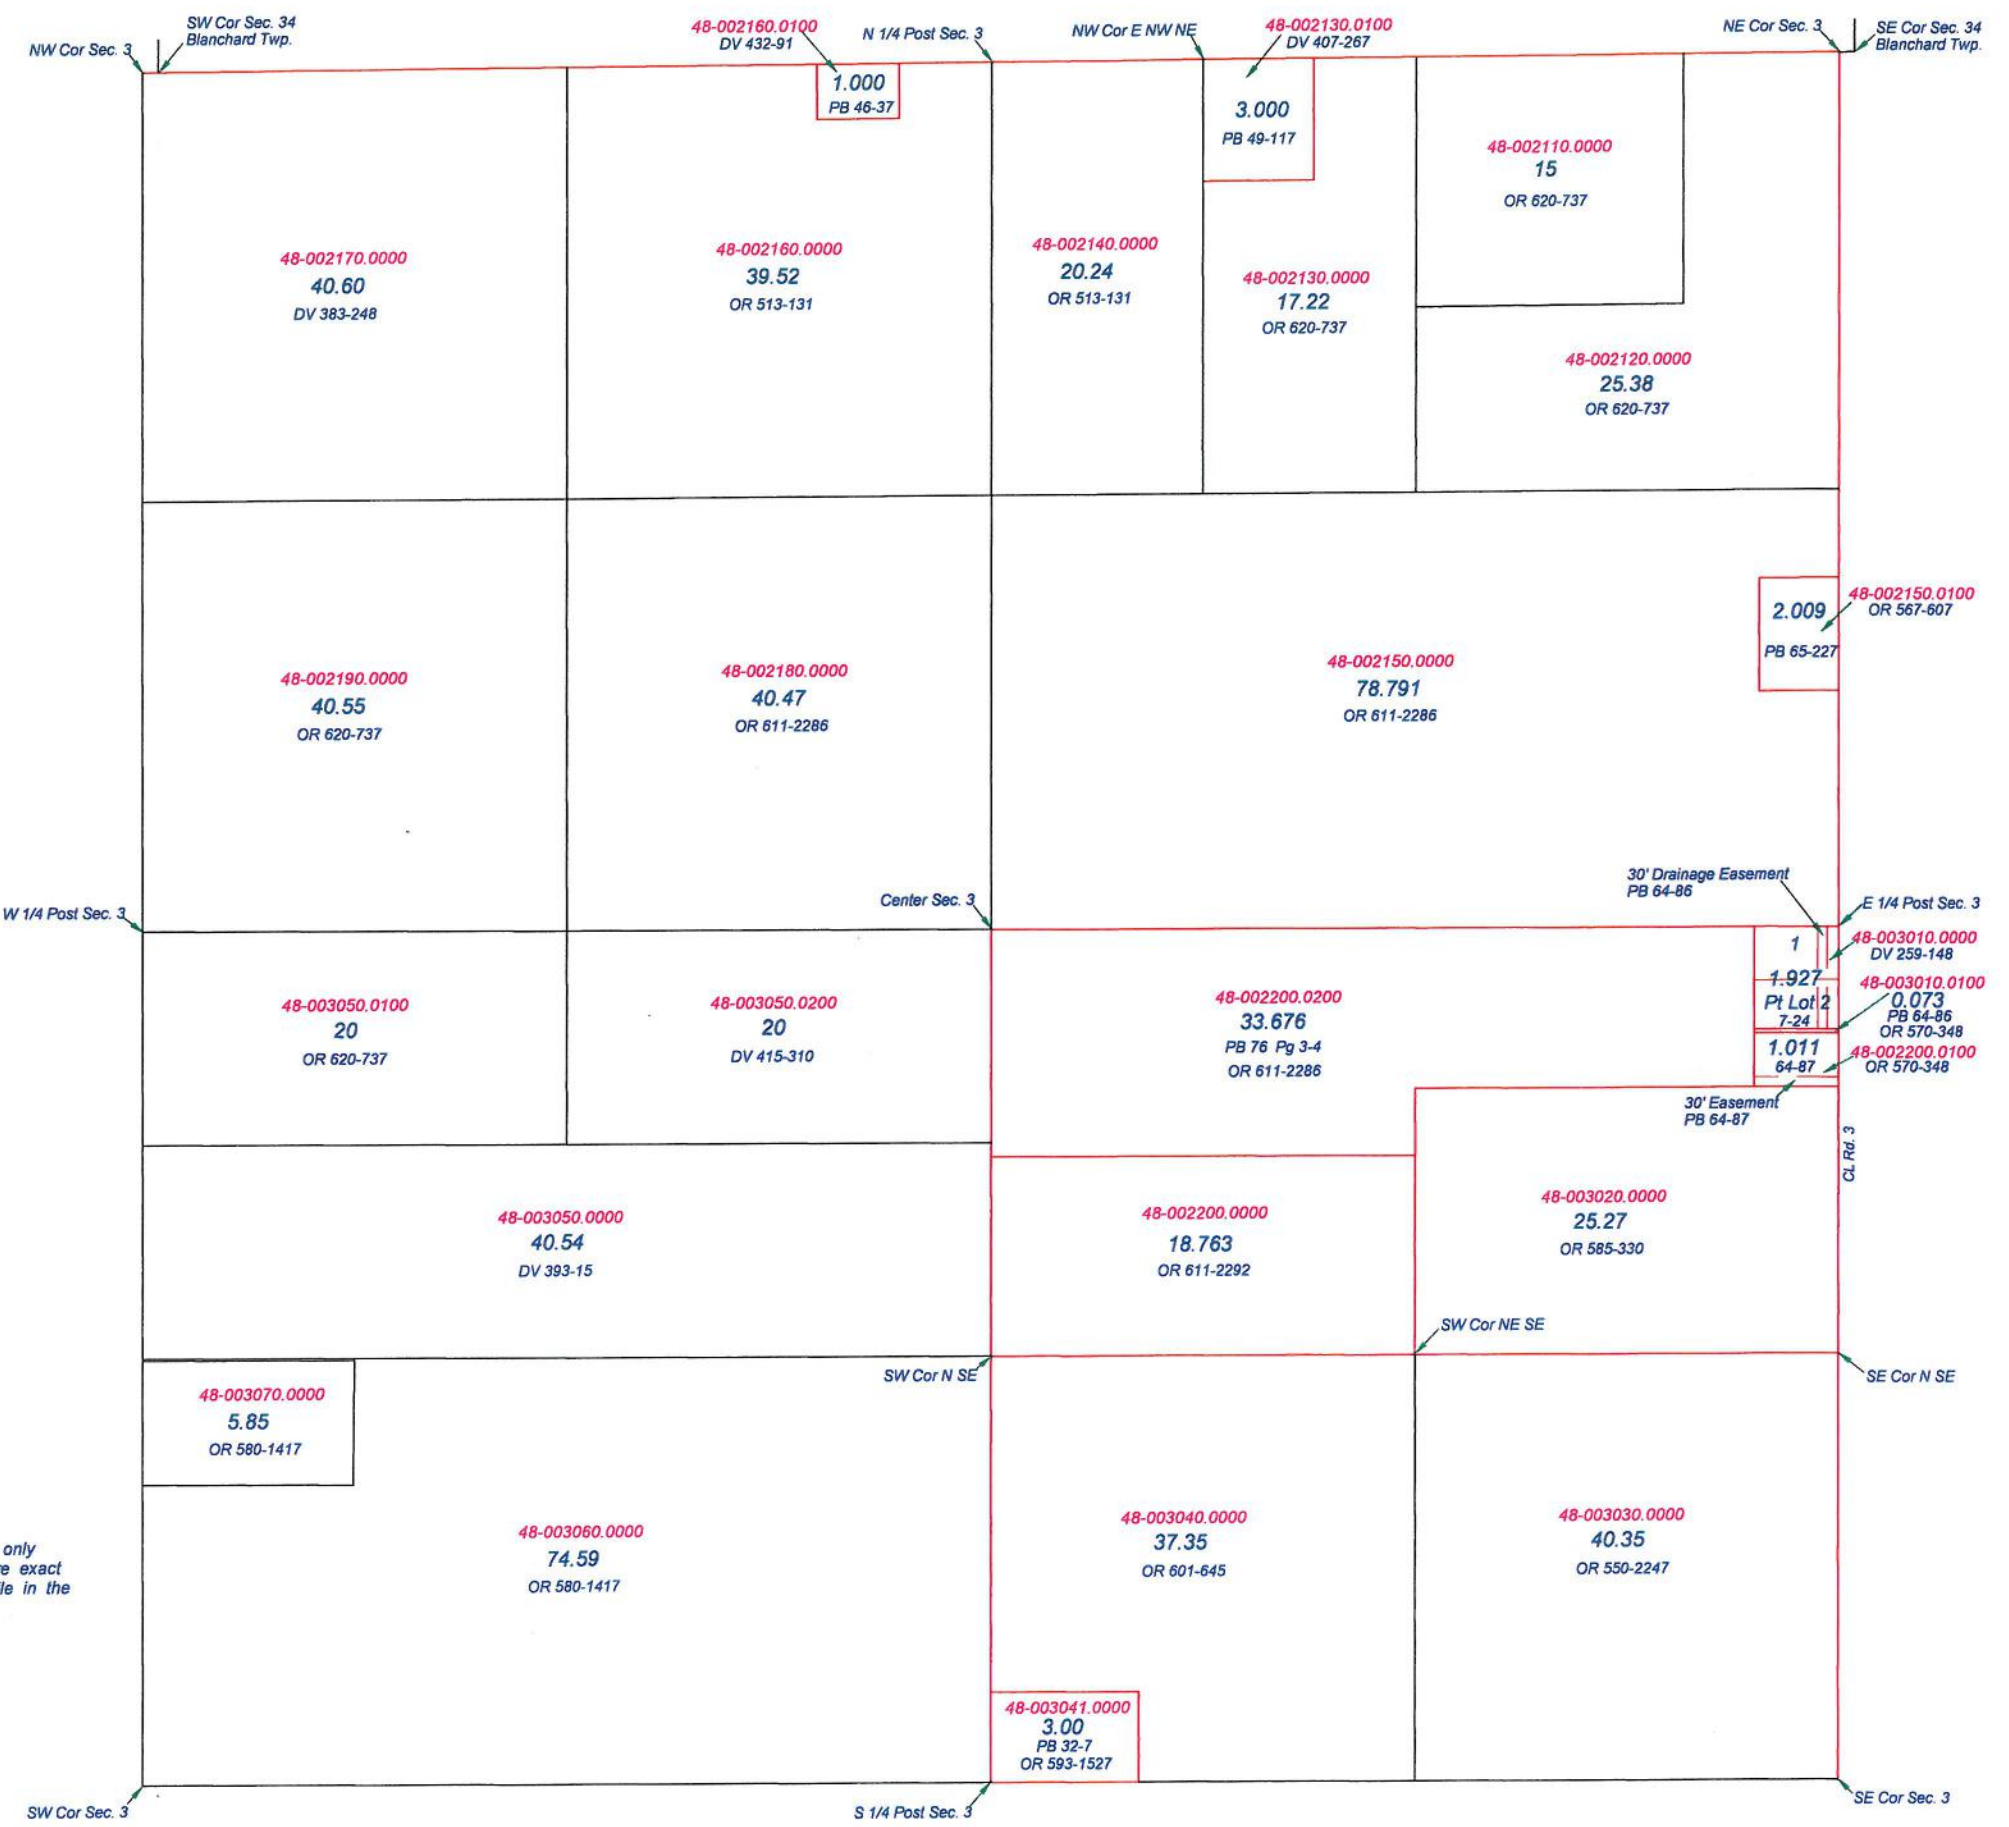 SW Cor Sec. 34
Blanchard Twp.
NW Cor Sec. 3
48-002160.0100
DV 432-91
N 1/4 Post Sec. 3
NW Cor E NW NE
48-002130.0100
DV 407-267
NE Cor Sec. 3
SE Cor Sec. 34
Blanchard Twp.
1.000
PB 46-37
3.000
PB 49-117
48-002110.0000
15
OR 620-737
48-002170.0000
40.60
DV 383-248
48-002160.0000
39.52
OR 513-131
48-002140.0000
20.24
OR 513-131
48-002130.0000
17.22
OR 620-737
48-002120.0000
25.38
OR 620-737
2.009
PB 65-227
48-002150.0100
OR 567-607
48-002190.0000
40.55
OR 620-737
48-002180.0000
40.47
OR 611-2286
48-002150.0000
78.791
OR 611-2286
30' Drainage Easement
PB 64-86
W 1/4 Post Sec. 3
Center Sec. 3
E 1/4 Post Sec. 3
1
1.927
Pt Lot 2
7-24
48-003010.0000
DV 259-148
48-003010.0100
0.073
PB 64-86
OR 570-348
1.011
64-87
48-002200.0100
OR 570-348
48-003050.0100
20
OR 620-737
48-003050.0200
20
DV 415-310
48-002200.0200
33.676
PB 76 Pg 3-4
OR 611-2286
30' Easement
PB 64-87
CL Rd. 3
48-003050.0000
40.54
DV 393-15
48-002200.0000
18.763
OR 611-2292
48-003020.0000
25.27
OR 585-330
SW Cor NE SE
SW Cor N SE
SE Cor N SE
48-003070.0000
5.85
OR 580-1417
48-003060.0000
74.59
OR 580-1417
48-003040.0000
37.35
OR 601-645
48-003030.0000
40.35
OR 550-2247
only
exact
in the
48-003041.0000
3.00
PB 32-7
OR 593-1527
SW Cor Sec. 3
S 1/4 Post Sec. 3
SE Cor Sec. 3